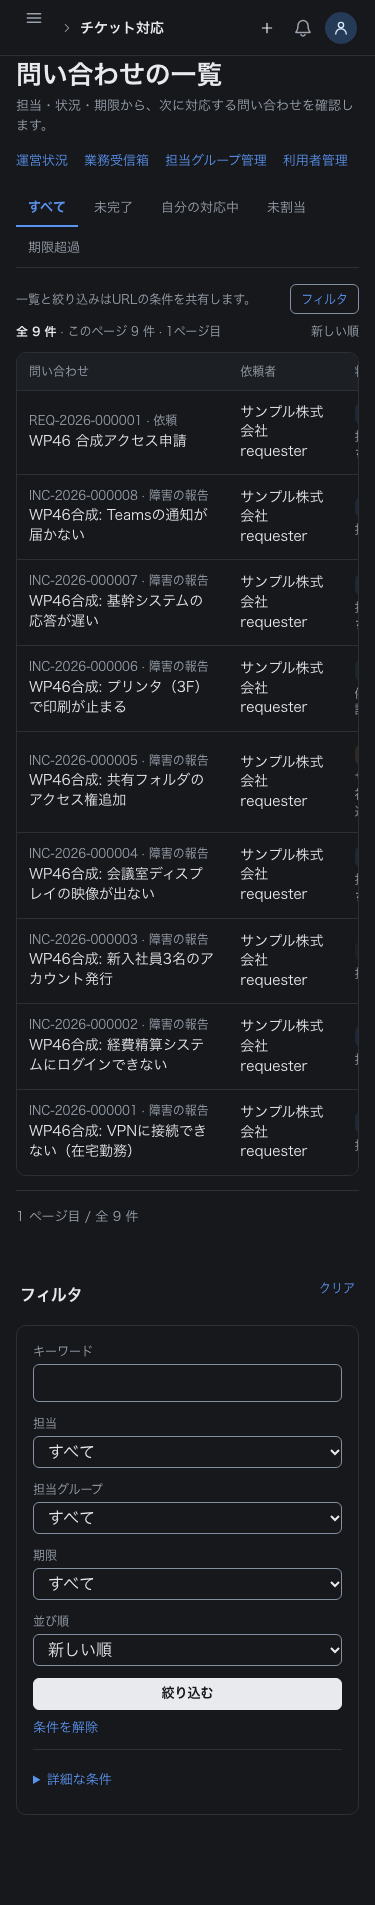 チケット対応
問い合わせの一覧
担当・状況・期限から、次に対応する問い合わせを確認し
ます。
運営状況 業務受信箱 担当グループ管理 利用者管理
すべて 未完了 自分の対応中 未割当
期限超過
一覧と絞り込みはURLの条件を共有します。 フィルタ
全 9 件 · このページ 9 件 · 1ページ目 新しい順
問い合わせ 依頼者
REQ-2026-000001 · 依頼
WP46 合成アクセス申請
サンプル株式
会社
requester
INC-2026-000008 · 障害の報告
WP46合成: Teamsの通知が
届かない
サンプル株式
会社
requester
INC-2026-000007 · 障害の報告
WP46合成: 基幹システムの
応答が遅い
サンプル株式
会社
requester
INC-2026-000006 · 障害の報告
WP46合成: プリンタ（3F）
で印刷が止まる
サンプル株式
会社
requester
INC-2026-000005 · 障害の報告
WP46合成: 共有フォルダの
アクセス権追加
サンプル株式
会社
requester
INC-2026-000004 · 障害の報告
WP46合成: 会議室ディスプ
レイの映像が出ない
サンプル株式
会社
requester
INC-2026-000003 · 障害の報告
WP46合成: 新入社員3名のア
カウント発行
サンプル株式
会社
requester
INC-2026-000002 · 障害の報告
WP46合成: 経費精算システ
ムにログインできない
サンプル株式
会社
requester
INC-2026-000001 · 障害の報告
WP46合成: VPNに接続でき
ない（在宅勤務）
サンプル株式
会社
requester
1 ページ目 / 全 9 件
フィルタ クリア
キーワード
担当
すべて
担当グループ
すべて
期限
すべて
並び順
新しい順
絞り込む
条件を解除
詳細な条件